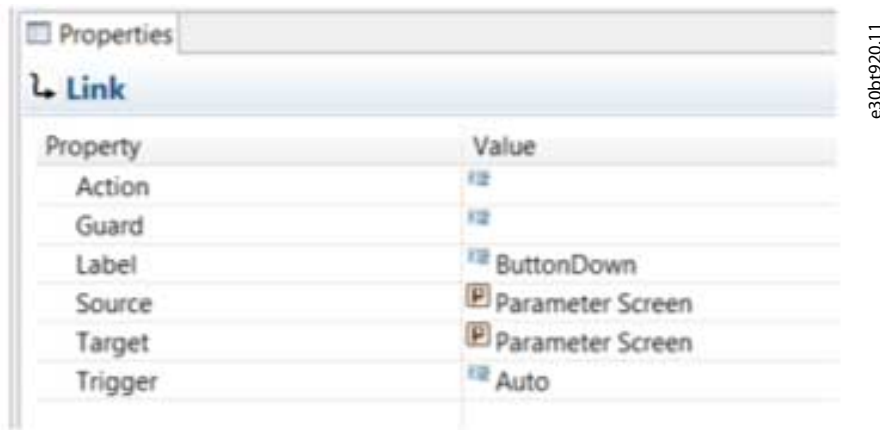 Properties
Link
Property Value
Action
Guard
Label ButtonDown
Source Parameter Screen
Target Parameter Screen
Trigger Auto
e30bt920.11